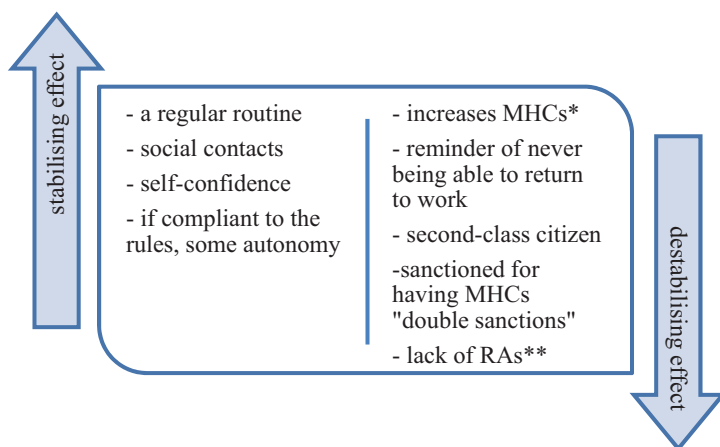 stabilising effect
- a regular routine
- social contacts
- self-confidence
- if compliant to the
rules, some autonomy
- increases MHCs*
- reminder of never
being able to return
to work
- second-class citizen
-sanctioned for
having MHCs
"double sanctions"
- lack of RAs**
destabilising effect